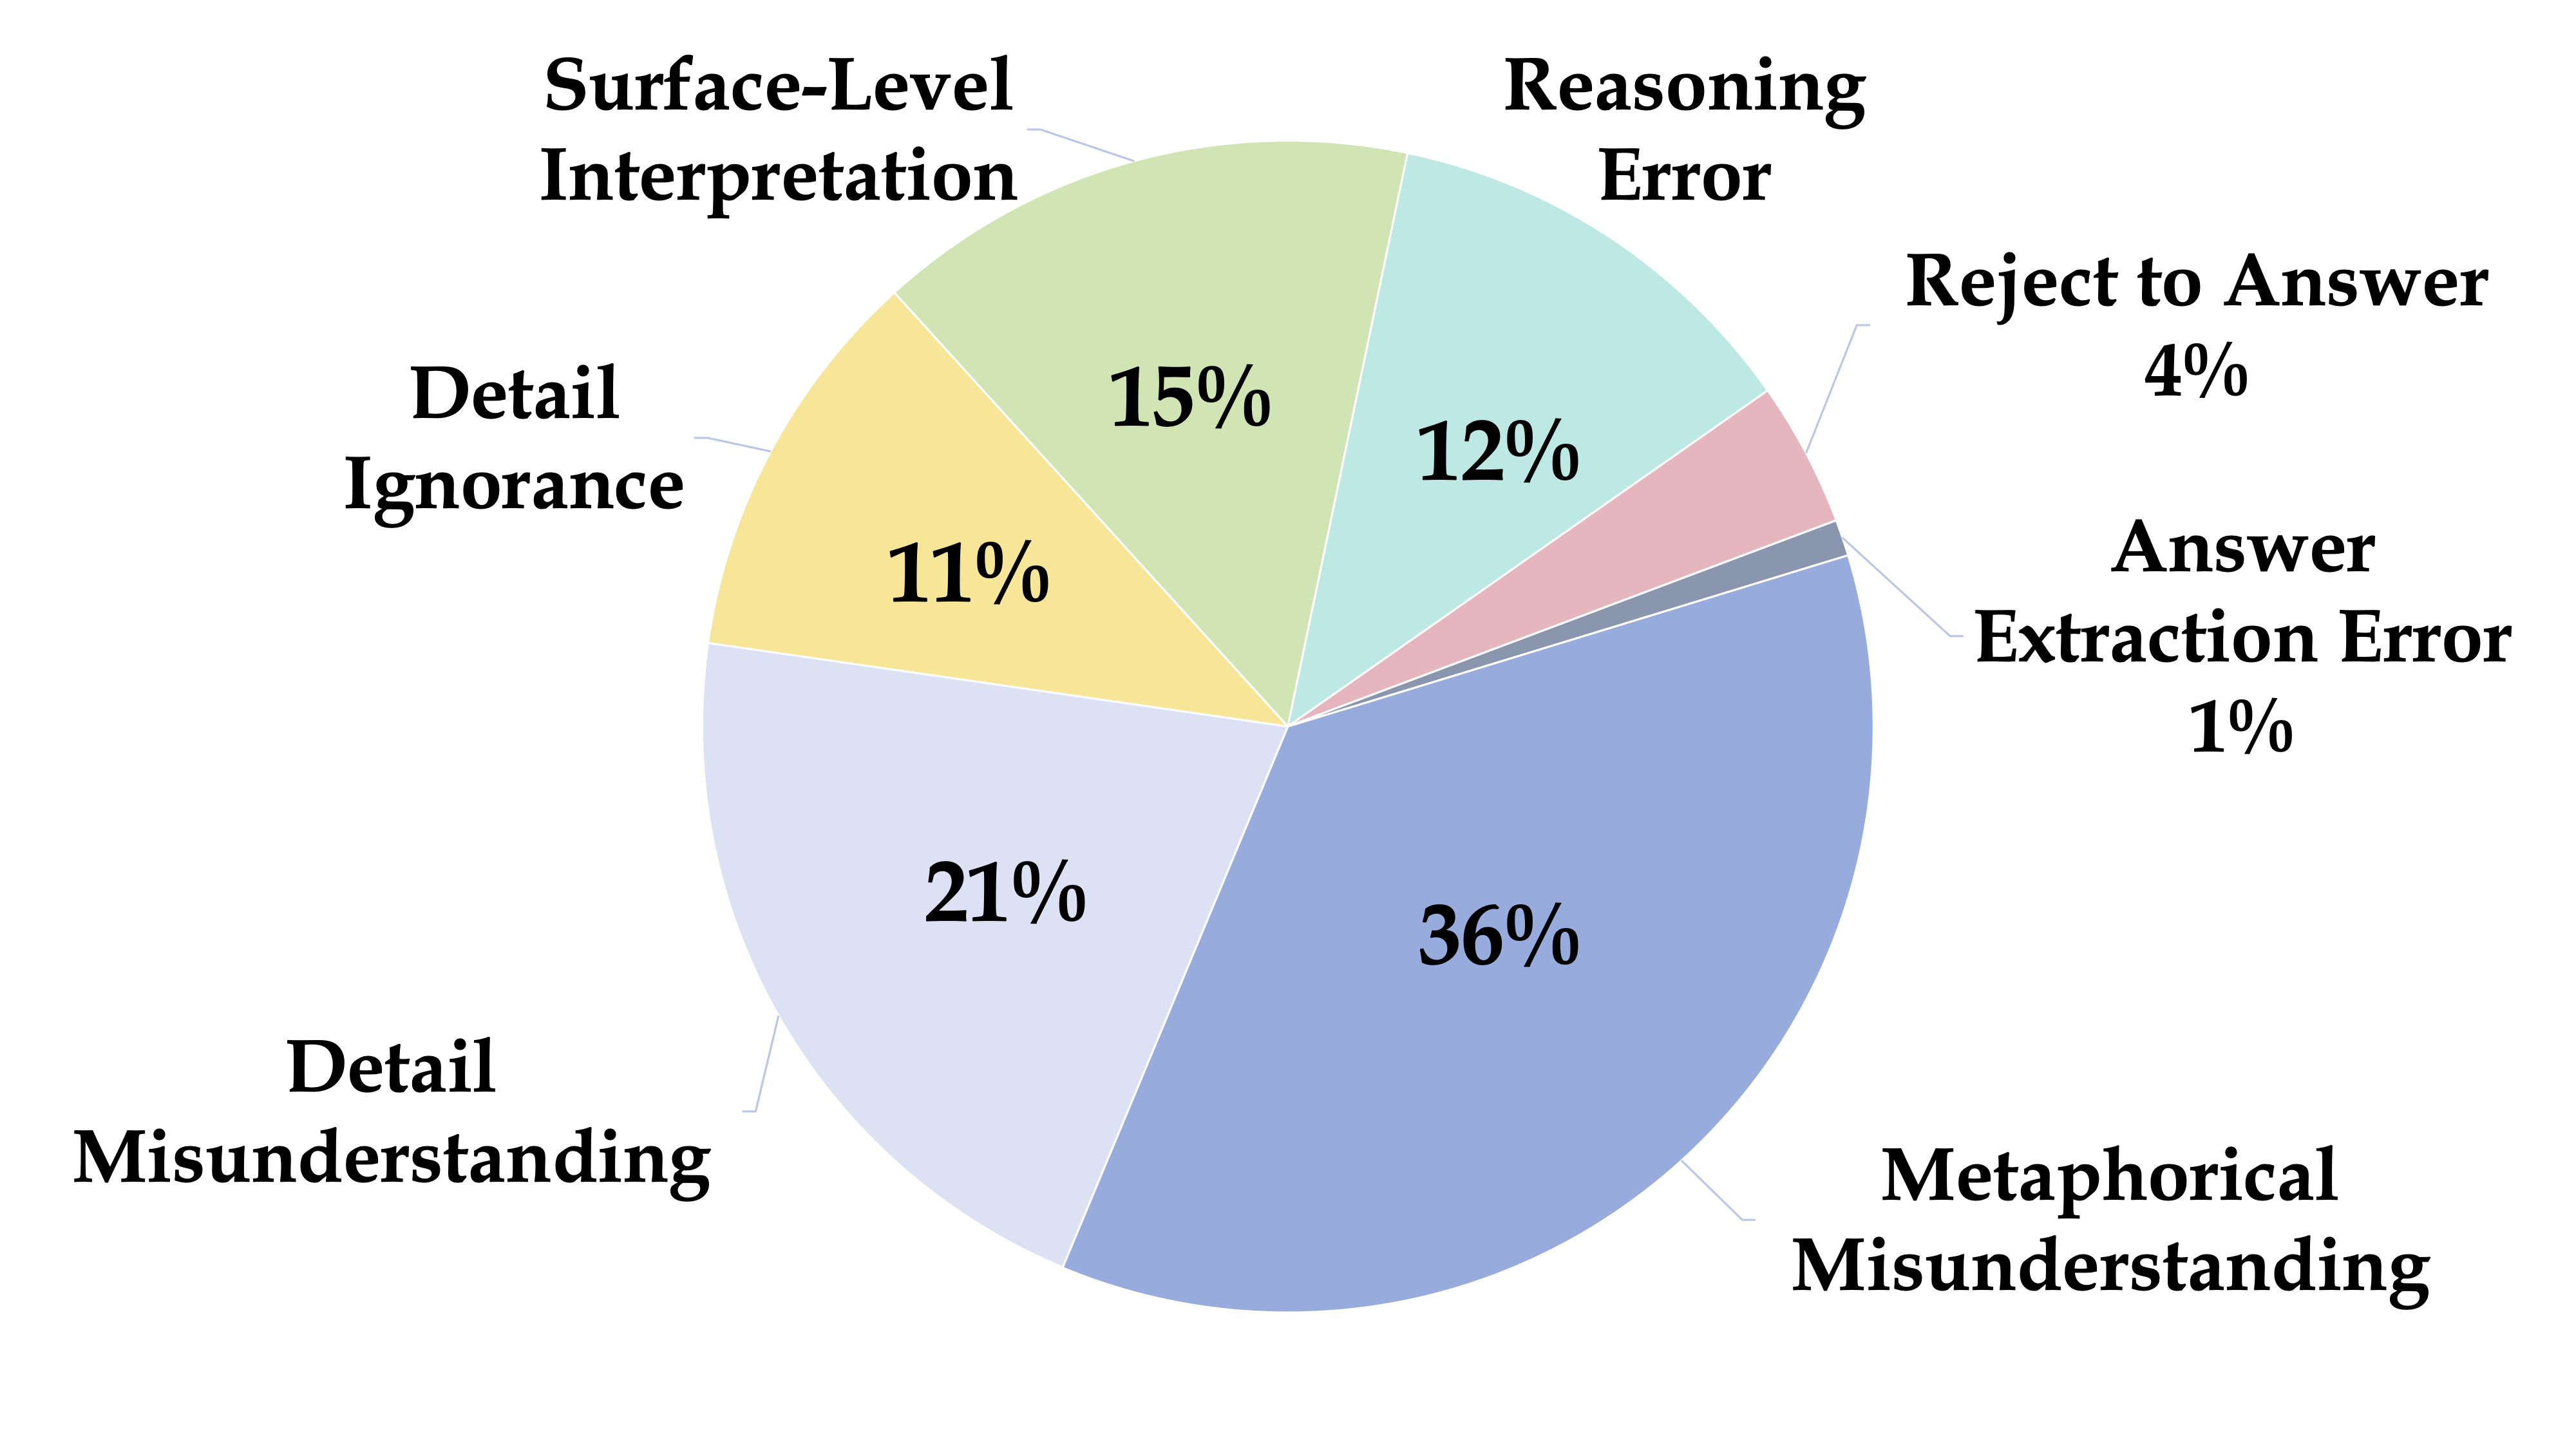 Surface-Level
Interpretation
Reasoning
Error
Reject to Answer
4%
Detail
Ignorance
15%
12%
Answer
Extraction Error
1%
11%
21%
36%
Detail
Misunderstanding
Metaphorical
Misunderstanding